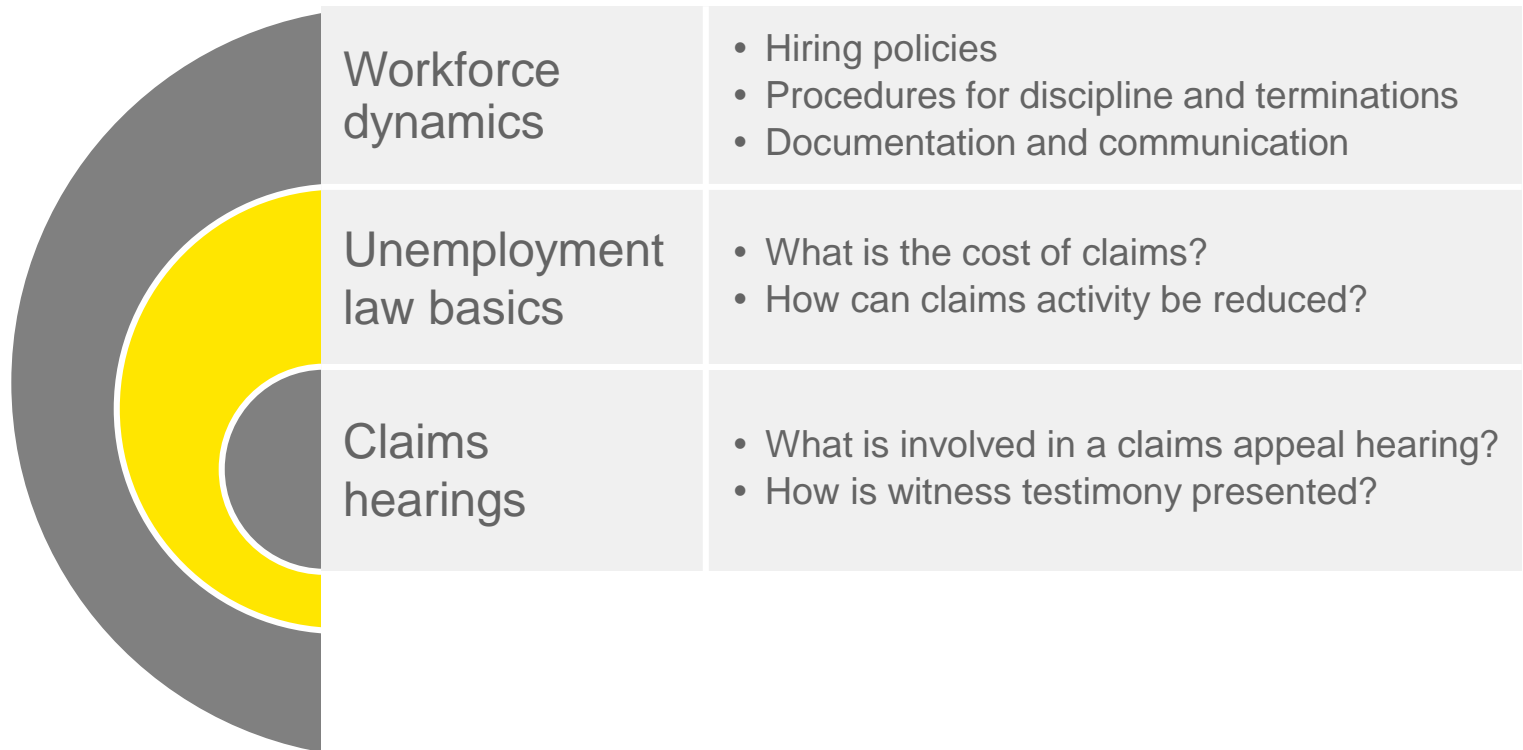 Workforce
dynamics
• Hiring policies
• Procedures for discipline and terminations
• Documentation and communication
Unemployment
law basics
• What is the cost of claims?
• How can claims activity be reduced?
Claims
hearings
• What is involved in a claims appeal hearing?
• How is witness testimony presented?